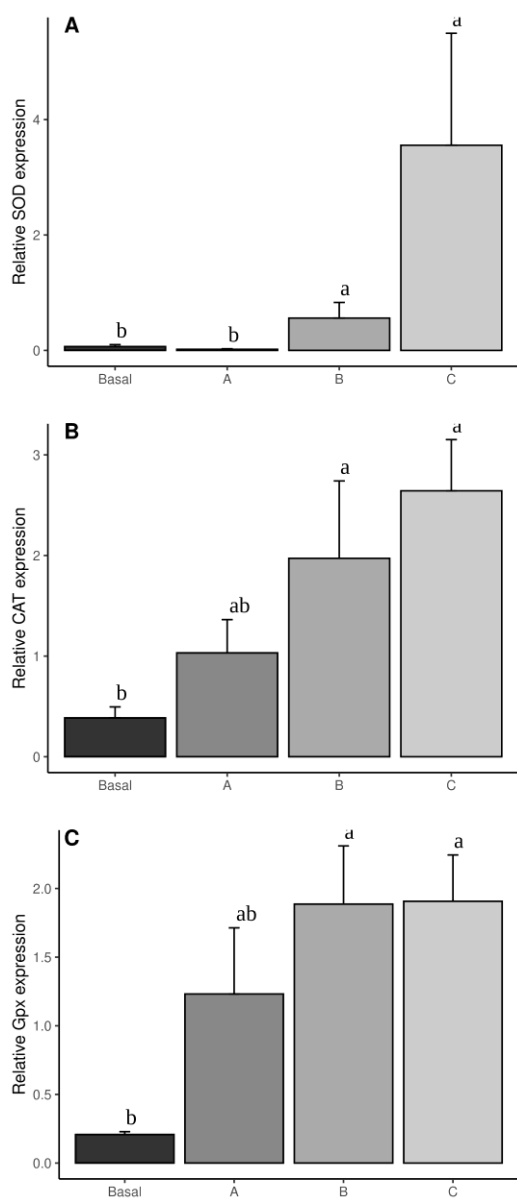 A
a
Relative SOD expression
4
2
0
b
b
a
Basal
A
B
C
B
a
Relative CAT expression
3
2
1
0
b
ab
a
Basal
A
B
C
C
a
a
Relative Gpx expression
2.0
1.5
1.0
0.5
0.0
b
ab
Basal
A
B
C